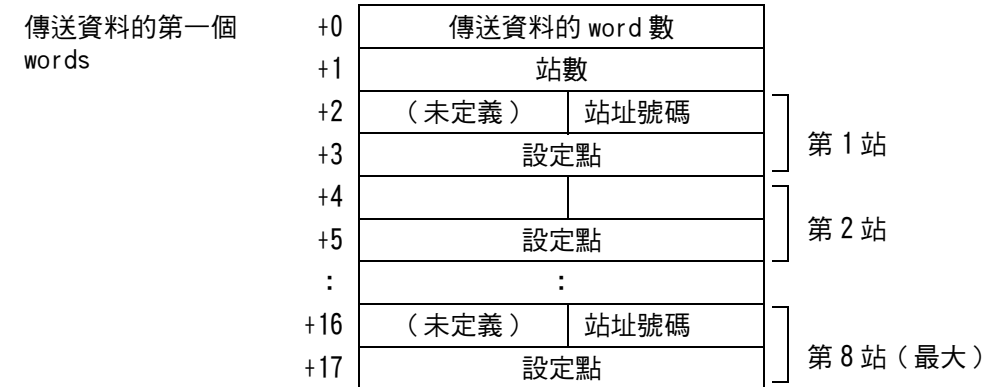 傳送資料的第一個
words
+0 傳送資料的 word 數
+1 站數
+2 （未定義） 站址號碼
+3 設定點
第 1 站
+4
+5 設定點
第 2 站
: :
+16 （未定義） 站址號碼
+17 設定點
第 8 站（最大）